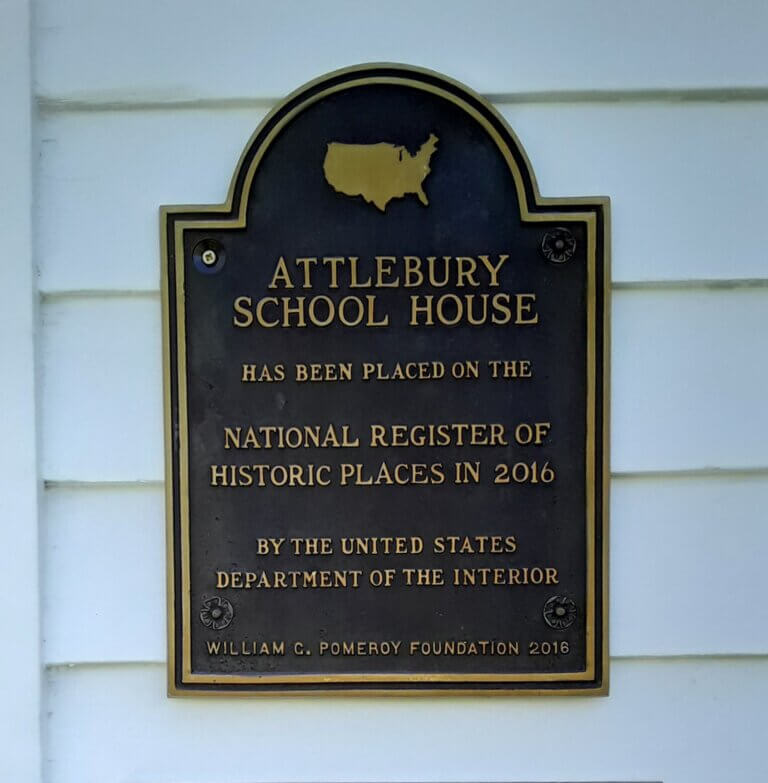 ATTLEBURY
SCHOOL HOUSE
HAS BEEN PLACED ON THE
NATIONAL REGISTER OF
HISTORIC PLACES IN 2016
BY THE UNITED STATES
DEPARTMENT OF THE INTERIOR
WILLIAM G. POMEROY FOUNDATION 2016